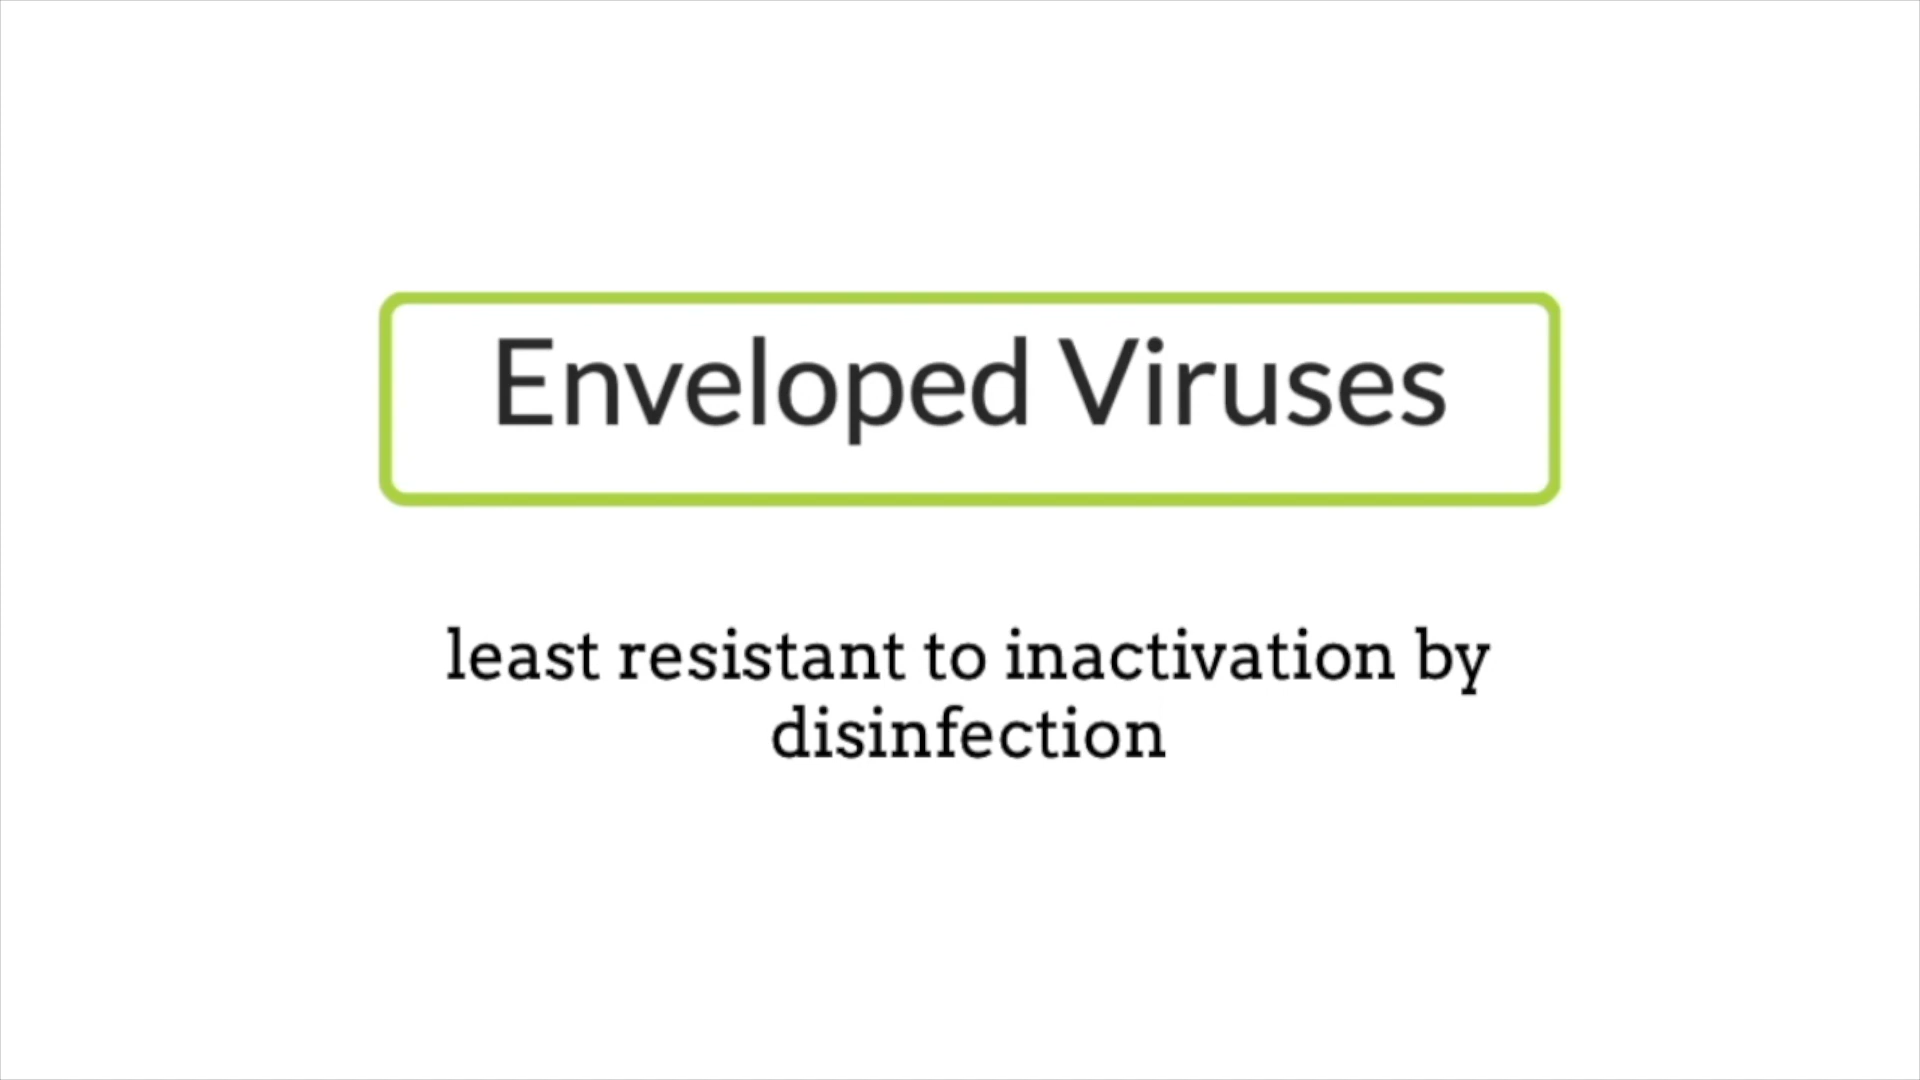 Enveloped Viruses
least resistant to inactivation by
disinfection